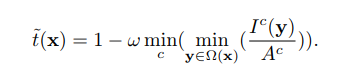 t̃(x) = 1 − ω min_c ( min_{y∈Ω(x)} ( I^c(y) / A^c ) ).